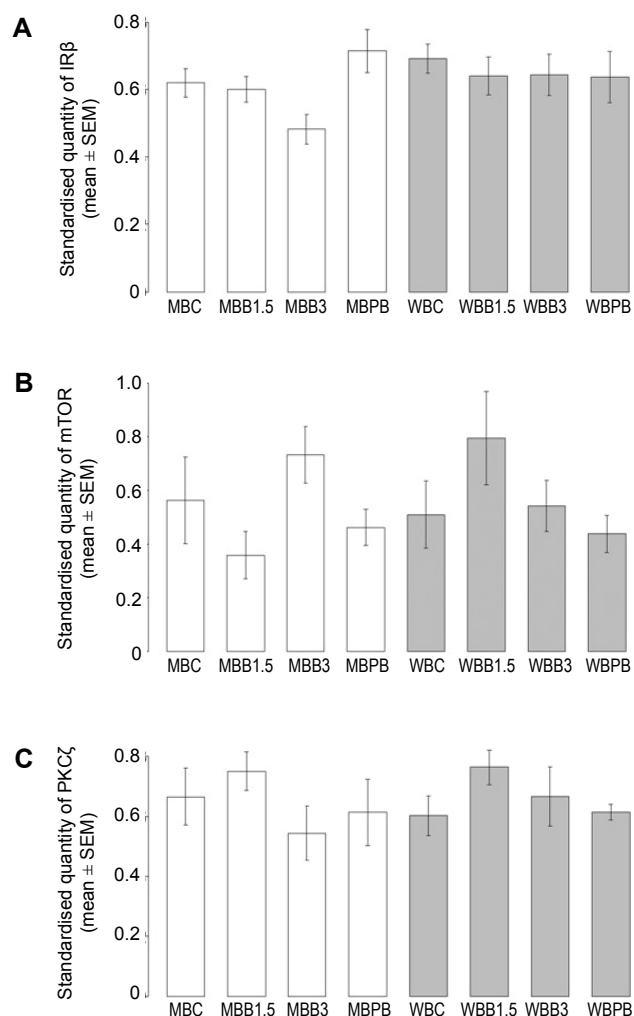 A
Standardised quantity of IRβ
(mean ± SEM)
0.8
0.6
0.4
0.2
0
MBC MBB1.5 MBB3 MBPB WBC WBB1.5 WBB3 WBPB
B
Standardised quantity of mTOR
(mean ± SEM)
1.0
0.8
0.6
0.4
0.2
0
MBC MBB1.5 MBB3 MBPB WBC WBB1.5 WBB3 WBPB
C
Standardised quantity of PKCζ
(mean ± SEM)
0.8
0.6
0.4
0.2
0
MBC MBB1.5 MBB3 MBPB WBC WBB1.5 WBB3 WBPB